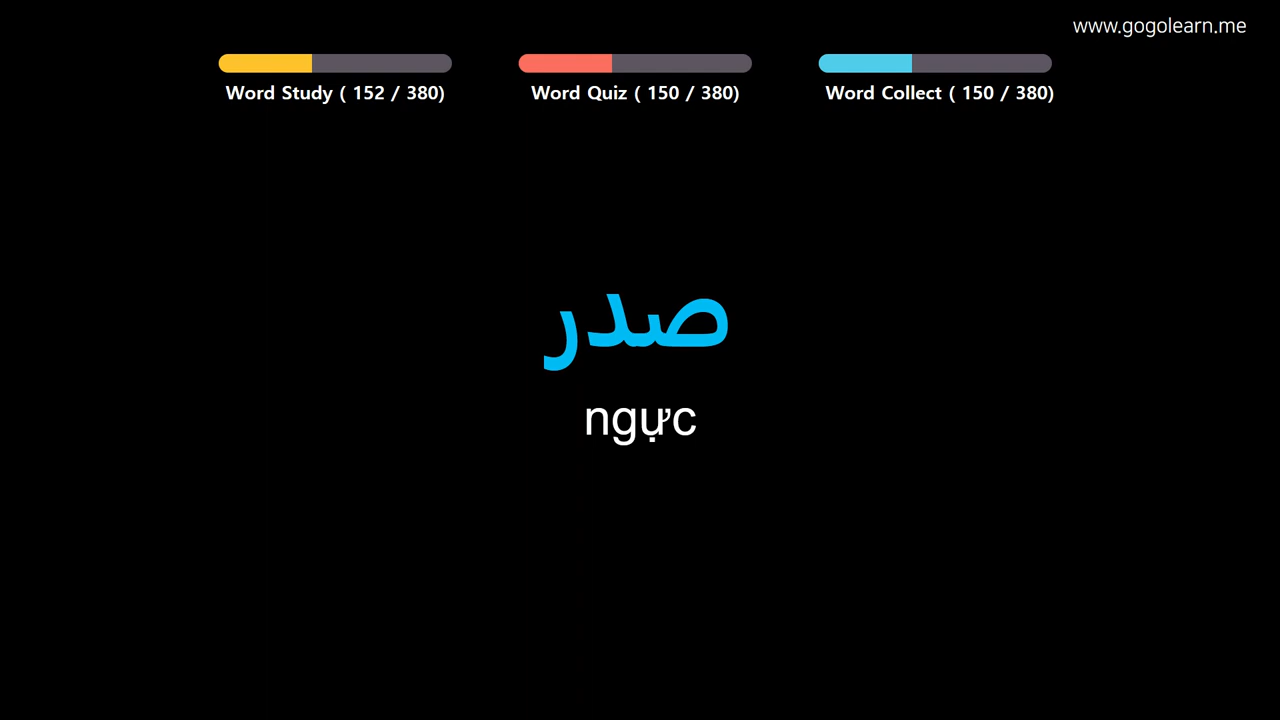 www.gogolearn.me
Word Study ( 152 / 380)
Word Quiz ( 150 / 380)
Word Collect ( 150 / 380)
صدر
ngực